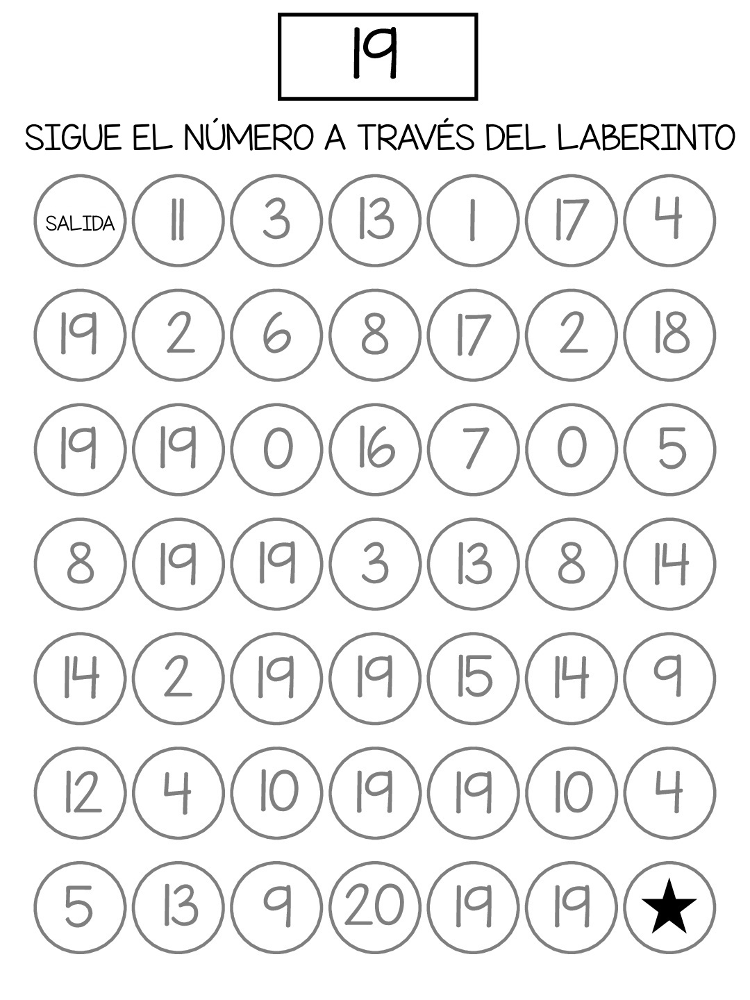 19
SIGUE EL NÚMERO A TRAVÉS DEL LABERINTO
SALIDA 11 3 13 1 17 4
19 2 6 8 17 2 18
19 19 0 16 7 0 5
8 19 19 3 13 8 14
14 2 19 19 15 14 9
12 4 10 19 19 10 4
5 13 9 20 19 19